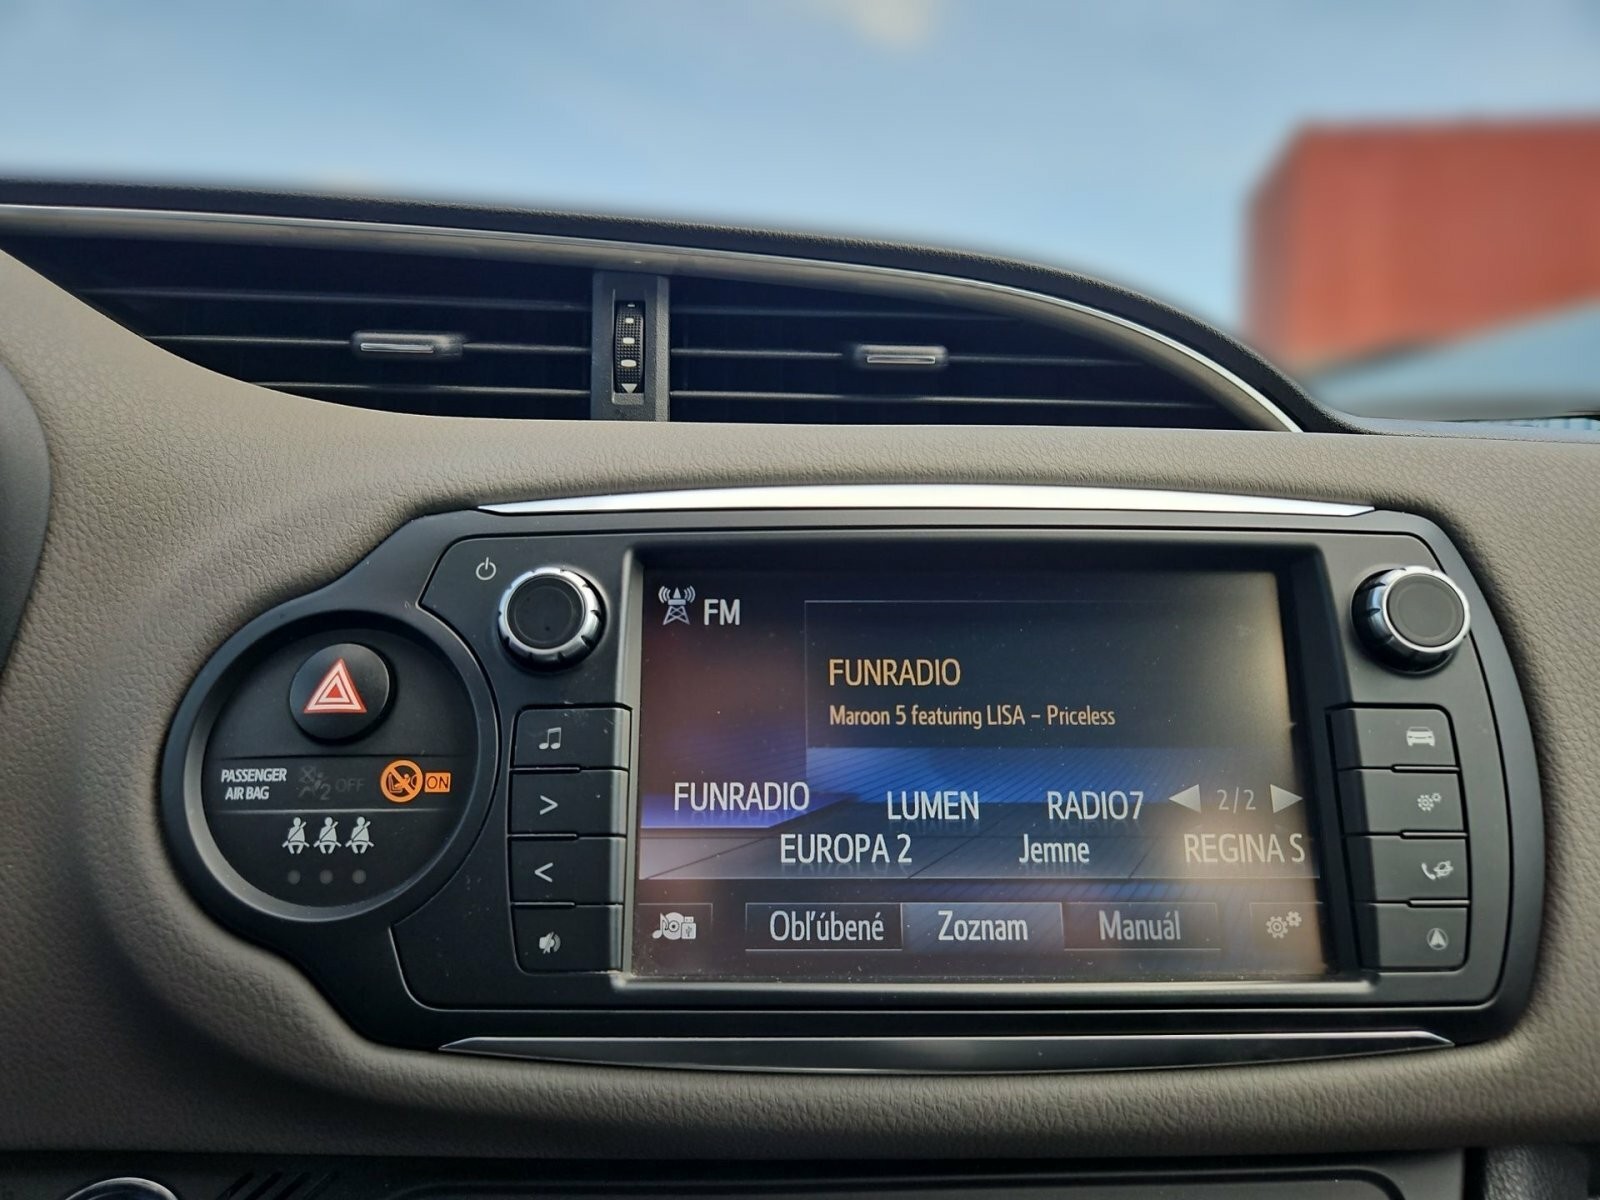 FM
FUNRADIO
Maroon 5 featuring LISA – Priceless
FUNRADIO LUMEN RADIO7 2/2
EUROPA 2 Jemne REGINA S
Obľúbené Zoznam Manuál
PASSENGER
AIR BAG
2 OFF
ON